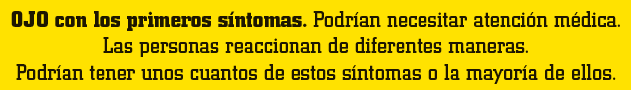 OJO con los primeros síntomas. Podrían necesitar atención médica.
Las personas reaccionan de diferentes maneras.
Podrían tener unos cuantos de estos síntomas o la mayoría de ellos.